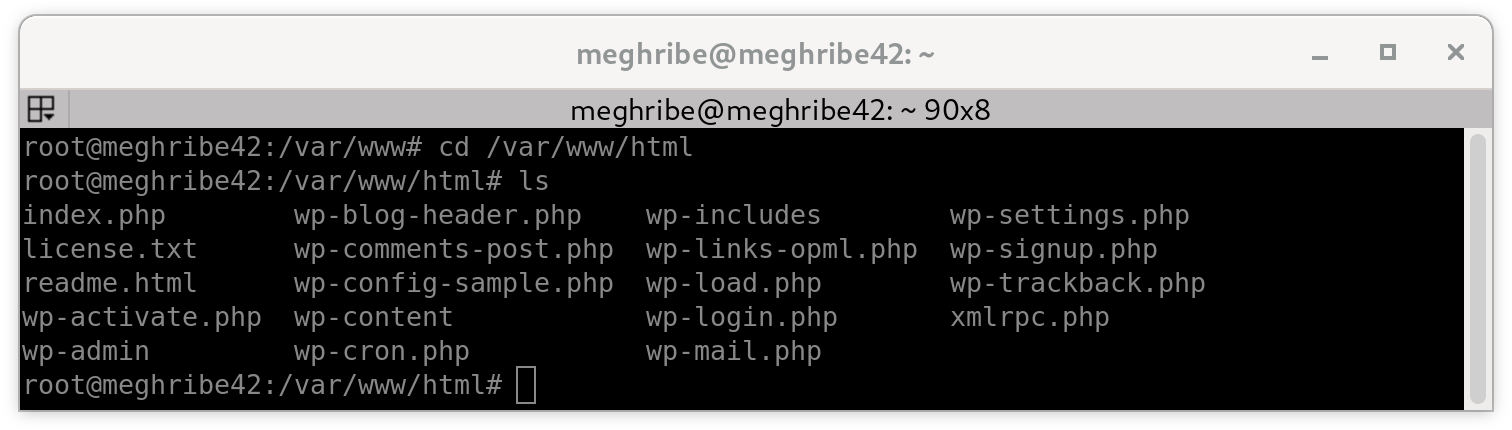 meghribe@meghribe42: ~
meghribe@meghribe42: ~ 90x8
root@meghribe42:/var/www# cd /var/www/html
root@meghribe42:/var/www/html# ls
index.php        wp-blog-header.php    wp-includes        wp-settings.php
license.txt      wp-comments-post.php  wp-links-opml.php  wp-signup.php
readme.html      wp-config-sample.php  wp-load.php        wp-trackback.php
wp-activate.php  wp-content            wp-login.php       xmlrpc.php
wp-admin         wp-cron.php           wp-mail.php
root@meghribe42:/var/www/html#